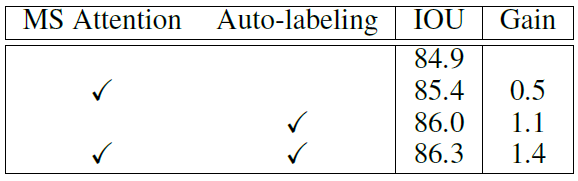 MS Attention Auto-labeling IOU Gain
84.9
✓ 85.4 0.5
✓ 86.0 1.1
✓ ✓ 86.3 1.4